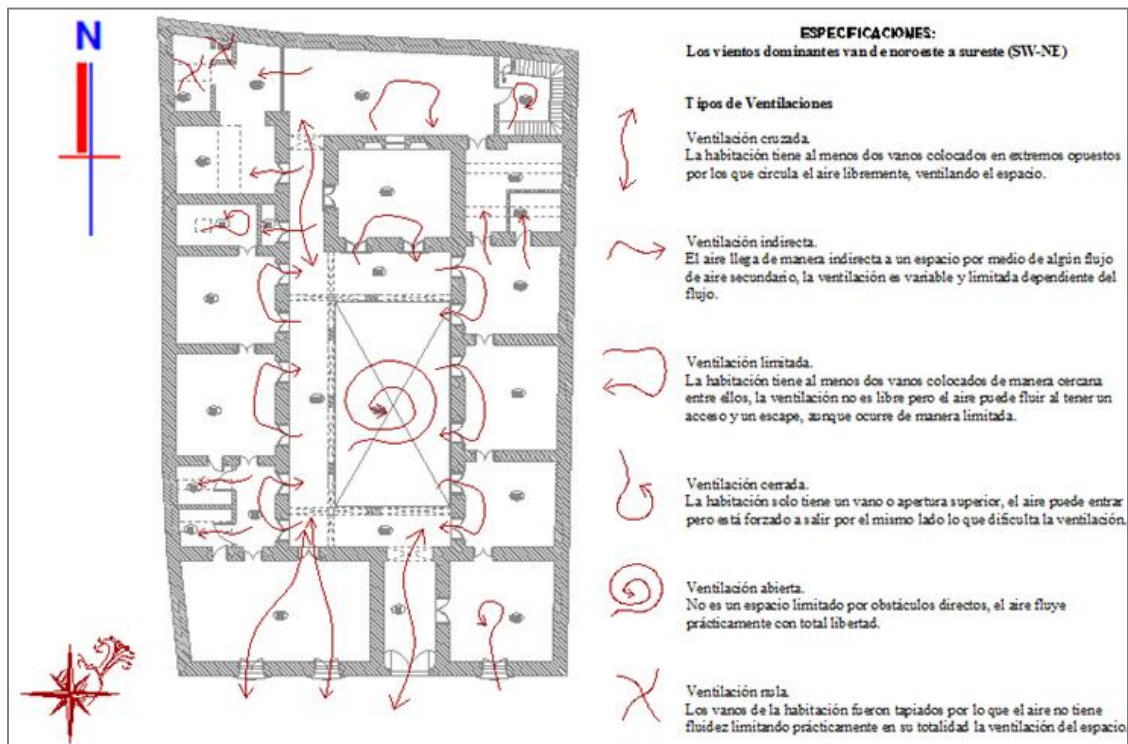 N
ESPECIFICACIONES:
Los vientos dominantes van de noroeste a sureste (SW-NE)
Tipos de Ventilaciones
Ventilación cruzada.
La habitación tiene al menos dos vanos colocados en extremos opuestos
por los que circula el aire libremente, ventilando el espacio.
Ventilación indirecta.
El aire llega de manera indirecta a un espacio por medio de algún flujo
de aire secundario, la ventilación es variable y limitada dependiente del
flujo.
Ventilación limitada.
La habitación tiene al menos dos vanos colocados de manera cercana
entre ellos, la ventilación no es libre pero el aire puede fluir al tener un
acceso y un escape, aunque ocurre de manera limitada.
Ventilación cerrada.
La habitación solo tiene un vano o apertura superior, el aire puede entrar
pero está forzado a salir por el mismo lado lo que dificulta la ventilación.
Ventilación abierta.
No es un espacio limitado por obstáculos directos, el aire fluye
prácticamente con total libertad.
Ventilación nula.
Los vanos de la habitación fueron tapiados por lo que el aire no tiene
fluidez limitando prácticamente en su totalidad la ventilación del espacio.